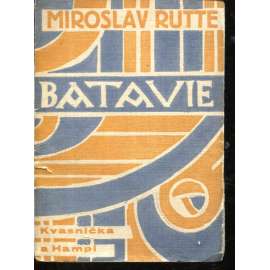 MIROSLAV RUTTE
BATAVIE
Kvasnička
a Hampl